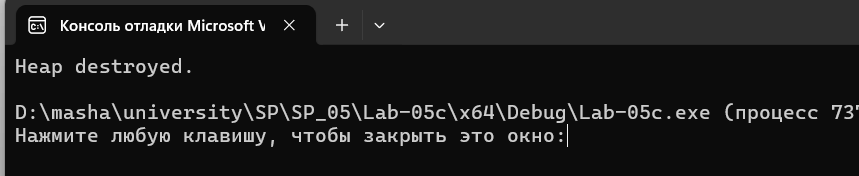 Консоль отладки Microsoft V
Heap destroyed.
D:\masha\university\SP\SP_05\Lab-05c\x64\Debug\Lab-05c.exe (процесс 73
Нажмите любую клавишу, чтобы закрыть это окно: